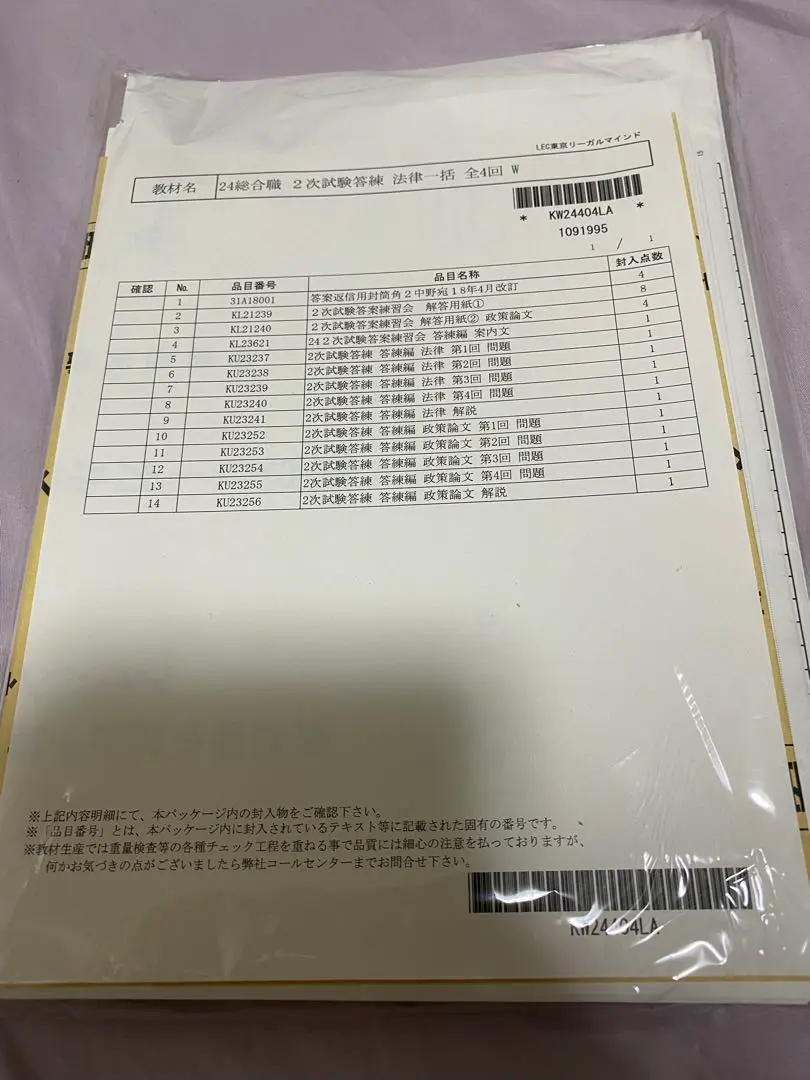 LEC東京リーガルマインド
教材名 24総合職 2次試験答練 法律一括 全4回 W
* KW24404LA *
1091995
1 / 1
確認 No. 品目番号 品目名称 封入点数
1 31A18001 答案返信用封筒角2中野宛18年4月改訂 4
2 KL21239 2次試験答案練習会 解答用紙① 8
3 KL21240 2次試験答案練習会 解答用紙② 政策論文 4
4 KL23621 242次試験答案練習会 答練編 案内文 1
5 KU23237 2次試験答練 答練編 法律 第1回 問題 1
6 KU23238 2次試験答練 答練編 法律 第2回 問題 1
7 KU23239 2次試験答練 答練編 法律 第3回 問題 1
8 KU23240 2次試験答練 答練編 法律 第4回 問題 1
9 KU23241 2次試験答練 答練編 法律 解説 1
10 KU23252 2次試験答練 答練編 政策論文 第1回 問題 1
11 KU23253 2次試験答練 答練編 政策論文 第2回 問題 1
12 KU23254 2次試験答練 答練編 政策論文 第3回 問題 1
13 KU23255 2次試験答練 答練編 政策論文 第4回 問題 1
14 KU23256 2次試験答練 答練編 政策論文 解説 1
※上記内容明細にて、本パッケージ内の封入物をご確認下さい。
※「品目番号」とは、本パッケージ内に封入されているテキスト等に記載された固有の番号です。
※教材生産では重量検査等の各種チェック工程を重ねる事で品質には細心の注意を払っておりますが、
何かお気づきの点がございましたら弊社コールセンターまでお問合せ下さい。
KW24404LA